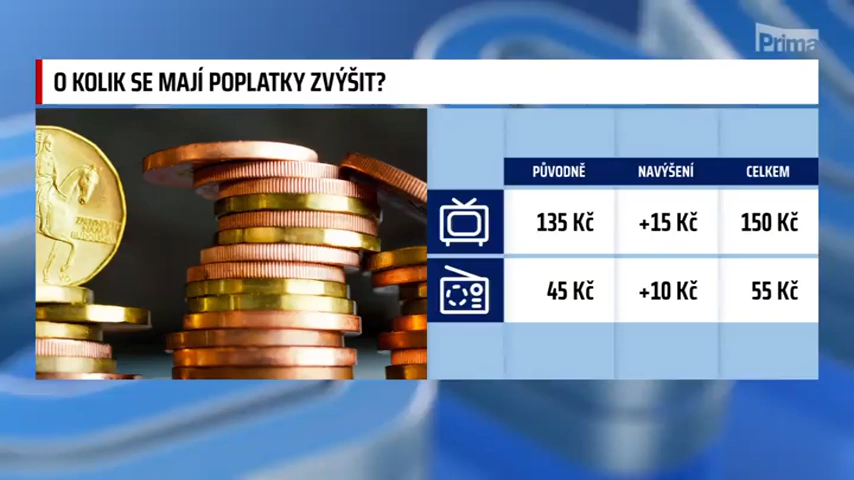 Prima
O KOLIK SE MAJÍ POPLATKY ZVÝŠIT?
PŮVODNĚ NAVÝŠENÍ CELKEM
135 Kč +15 Kč 150 Kč
45 Kč +10 Kč 55 Kč